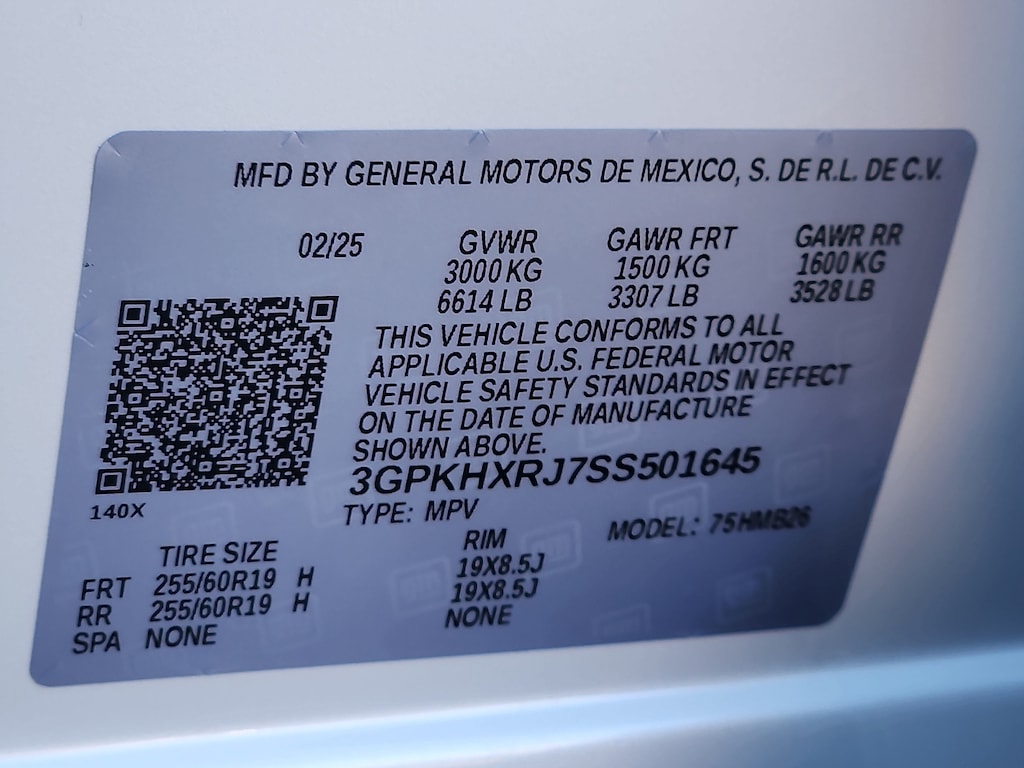 MFD BY GENERAL MOTORS DE MEXICO, S. DE R.L. DE C.V.
02/25 GVWR GAWR FRT GAWR RR
3000 KG 1500 KG 1600 KG
6614 LB 3307 LB 3528 LB
THIS VEHICLE CONFORMS TO ALL
APPLICABLE U.S. FEDERAL MOTOR
VEHICLE SAFETY STANDARDS IN EFFECT
ON THE DATE OF MANUFACTURE
SHOWN ABOVE.
3GPKHXRJ7SS501645
140X
TYPE: MPV MODEL: 75HMB26
TIRE SIZE RIM
FRT 255/60R19 H 19X8.5J
RR 255/60R19 H 19X8.5J
SPA NONE NONE